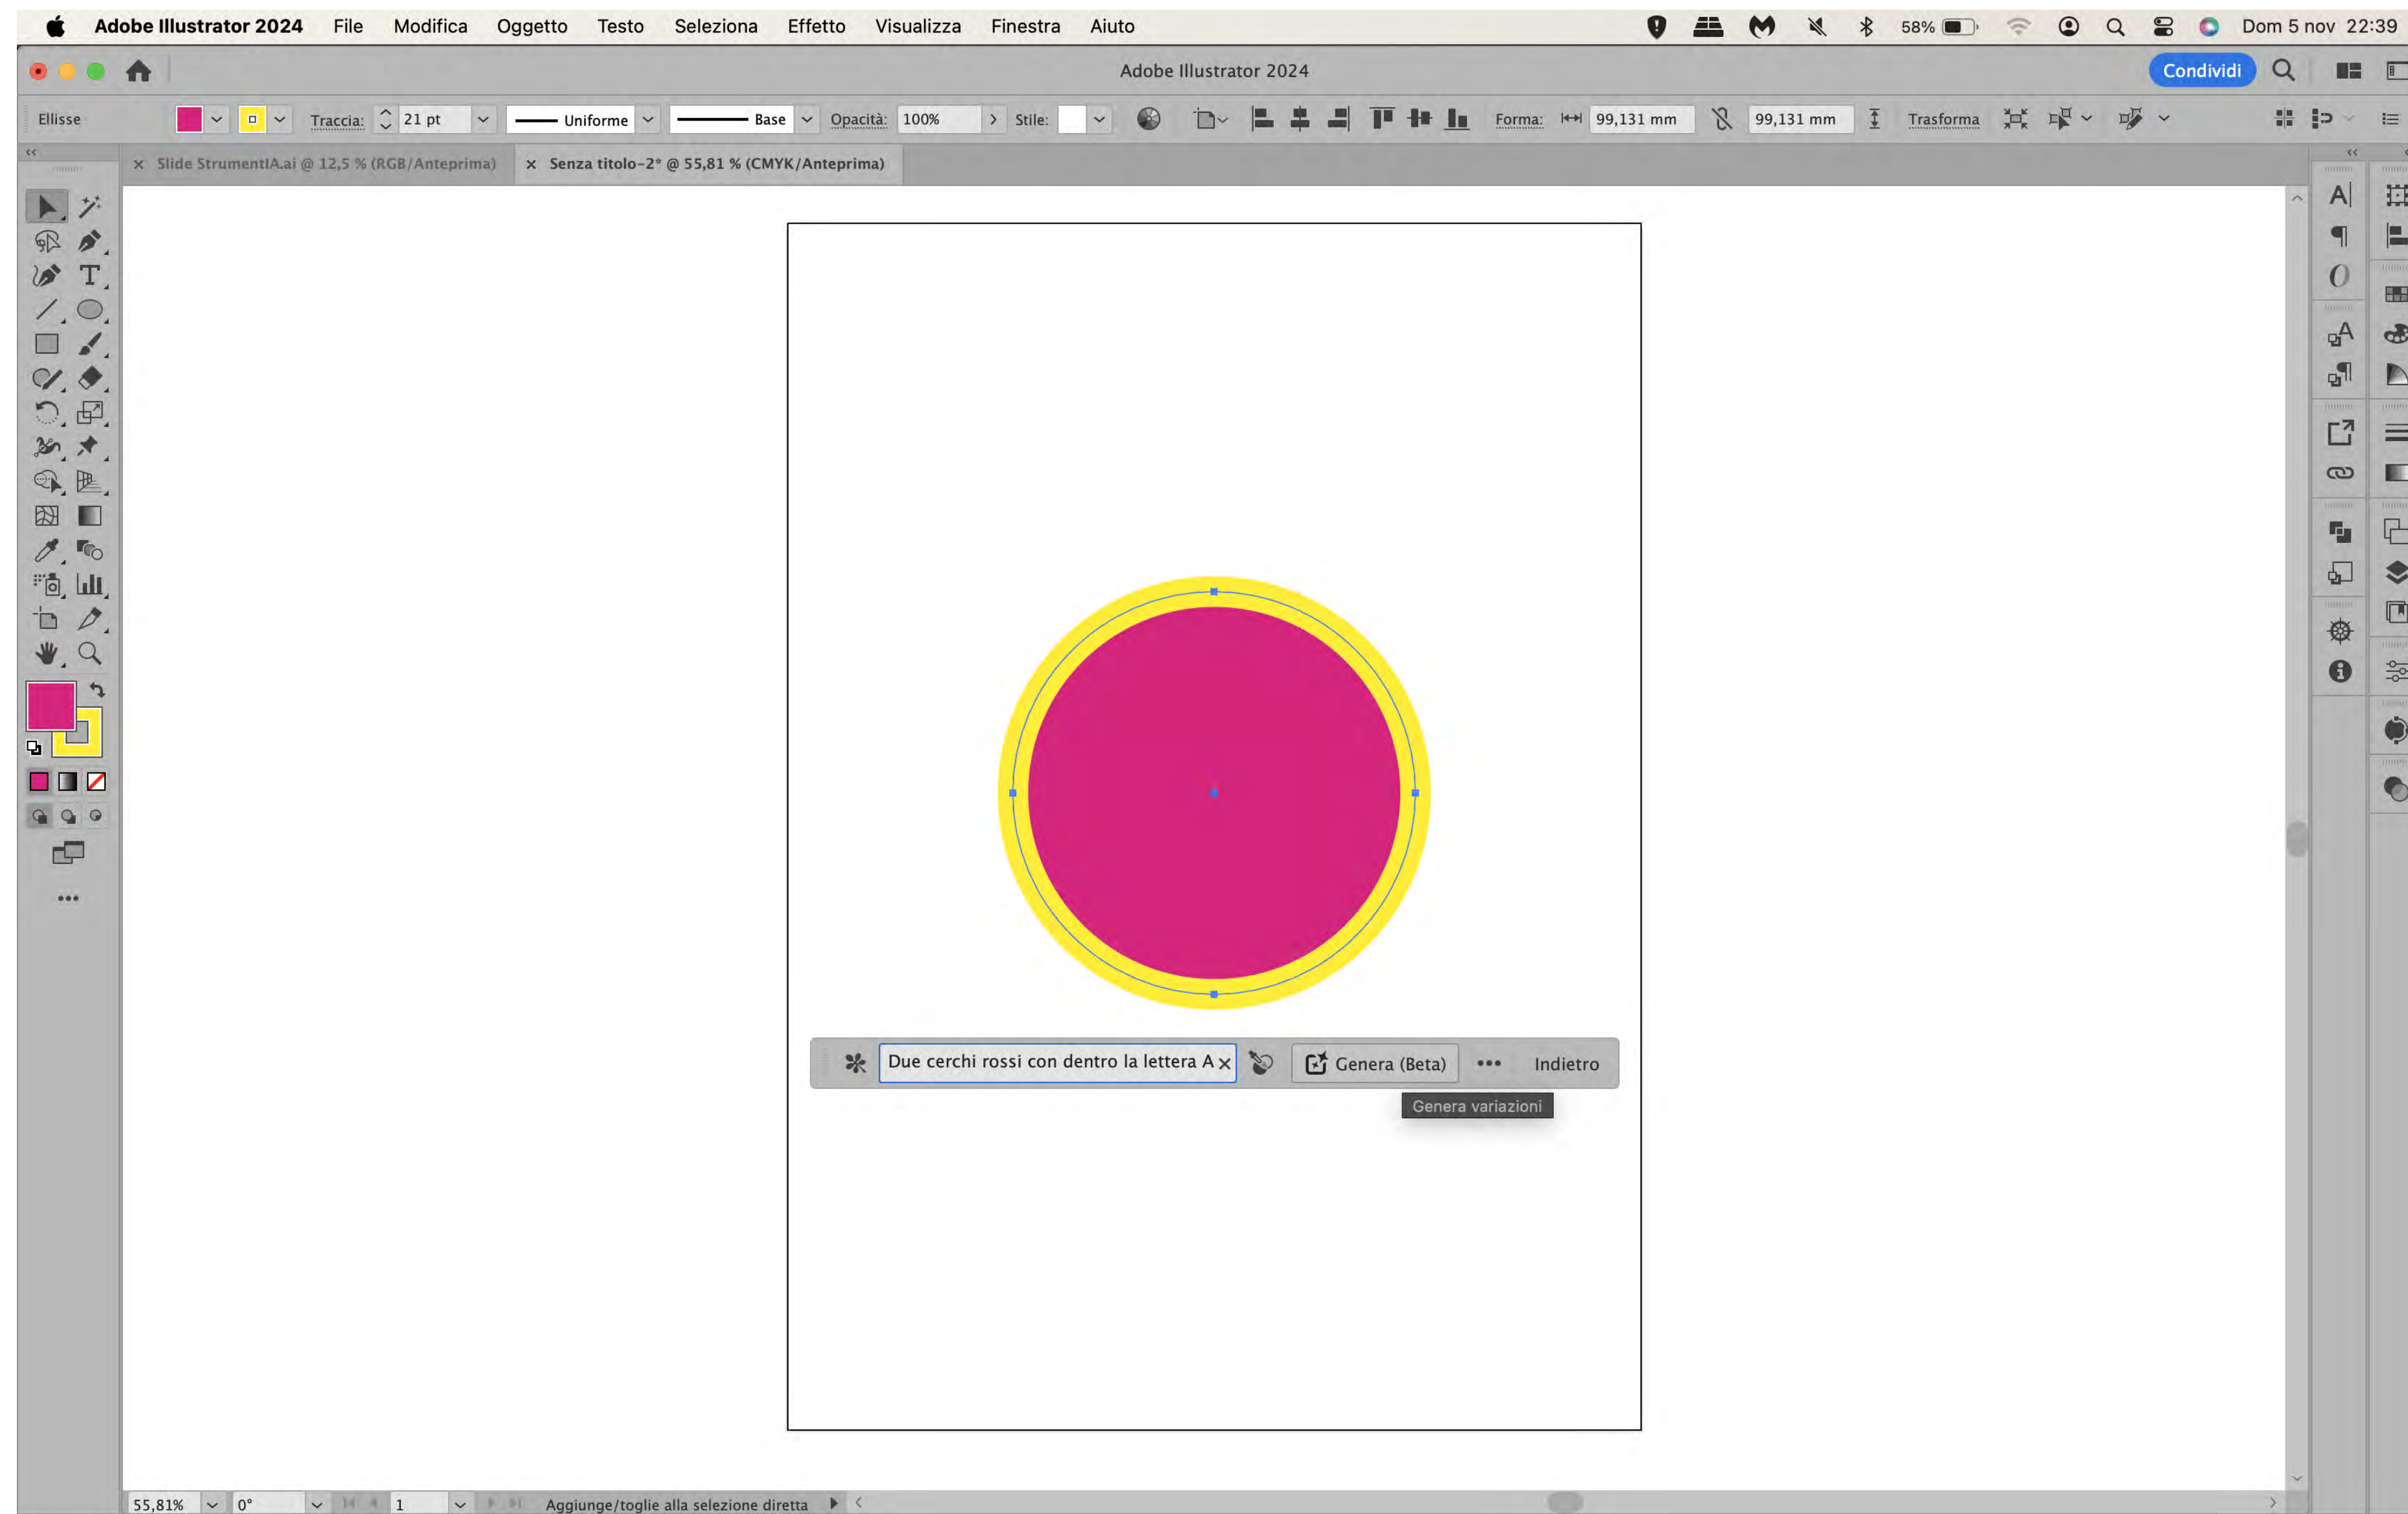 Adobe Illustrator 2024 File Modifica Oggetto Testo Seleziona Effetto Visualizza Finestra Aiuto 58% Dom 5 nov 22:39
Adobe Illustrator 2024 Condividi
Ellisse Traccia: 21 pt Uniforme Base Opacità: 100% Stile: Forma: 99,131 mm 99,131 mm Trasforma
Slide StrumentIA.ai @ 12,5 % (RGB/Anteprima) Senza titolo-2* @ 55,81 % (CMYK/Anteprima)
Due cerchi rossi con dentro la lettera A Genera (Beta) Indietro
Genera variazioni
55,81% 0° 1 Aggiunge/toglie alla selezione diretta